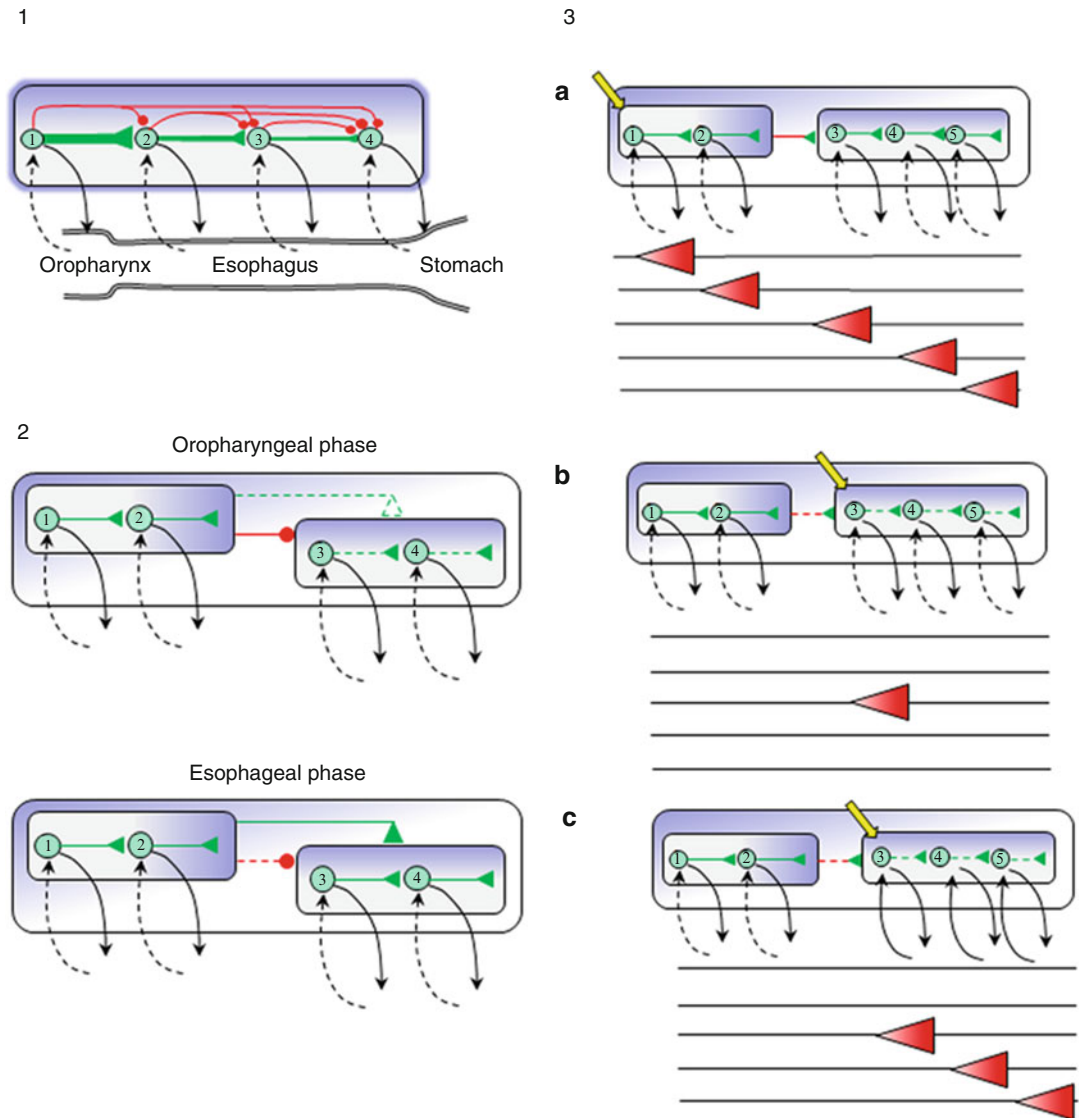 1
1 2 3 4
Oropharynx Esophagus Stomach
2
Oropharyngeal phase
1 2
3 4
Esophageal phase
1 2
3 4
3
a
1 2 3 4 5
b
1 2 3 4 5
c
1 2 3 4 5